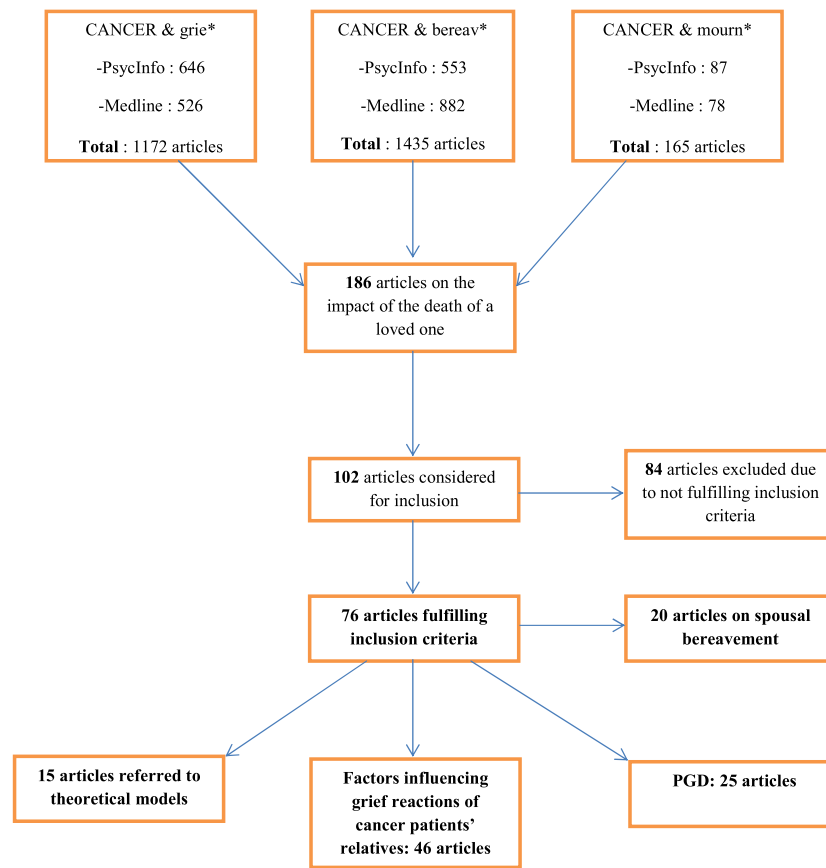 CANCER & grie*
-PsycInfo : 646
-Medline : 526
Total : 1172 articles
CANCER & bereav*
-PsycInfo : 553
-Medline : 882
Total : 1435 articles
CANCER & mourn*
-PsycInfo : 87
-Medline : 78
Total : 165 articles
186 articles on the
impact of the death of a
loved one
102 articles considered
for inclusion
84 articles excluded due
to not fulfilling inclusion
criteria
76 articles fulfilling
inclusion criteria
20 articles on spousal
bereavement
15 articles referred to
theoretical models
Factors influencing
grief reactions of
cancer patients’
relatives: 46 articles
PGD: 25 articles